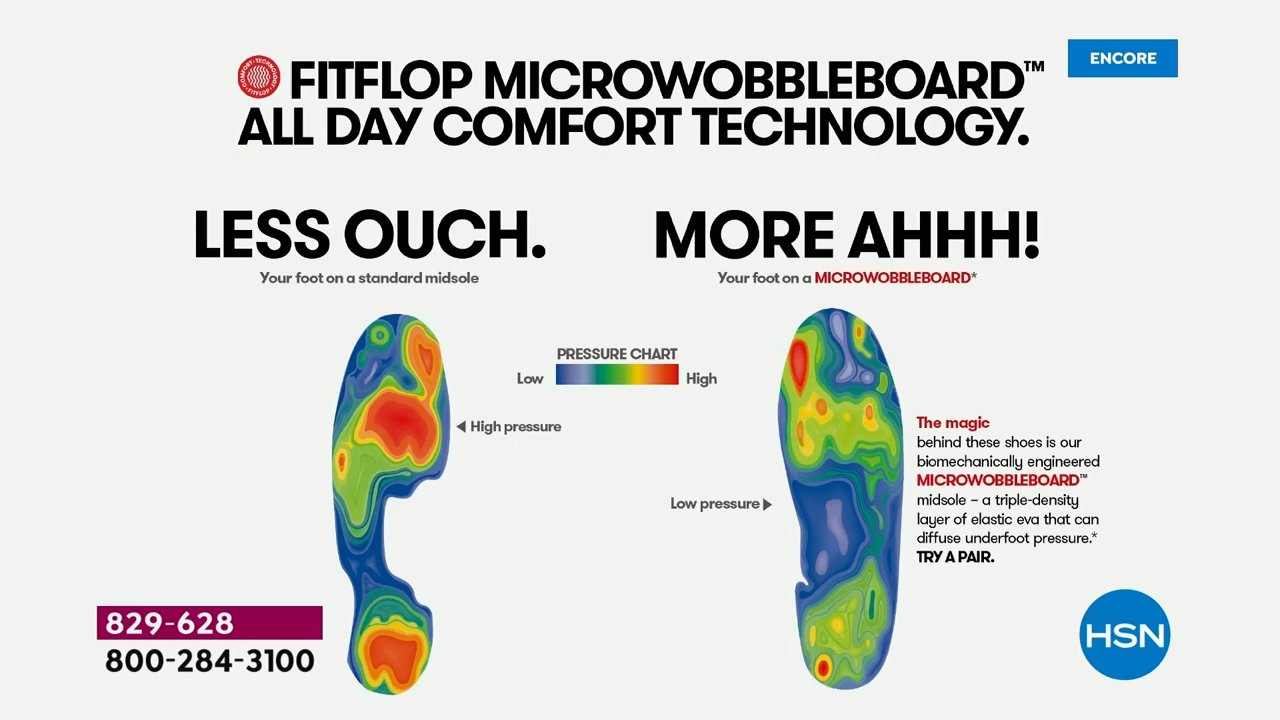 FITFLOP MICROWOBBLEBOARD™
ENCORE
ALL DAY COMFORT TECHNOLOGY.
LESS OUCH.
MORE AHHH!
Your foot on a standard midsole
Your foot on a MICROWOBBLEBOARD*
PRESSURE CHART
Low
High
High pressure
Low pressure
The magic
behind these shoes is our
biomechanically engineered
MICROWOBBLEBOARD™
midsole – a triple-density
layer of elastic eva that can
diffuse underfoot pressure.*
TRY A PAIR.
829-628
800-284-3100
HSN